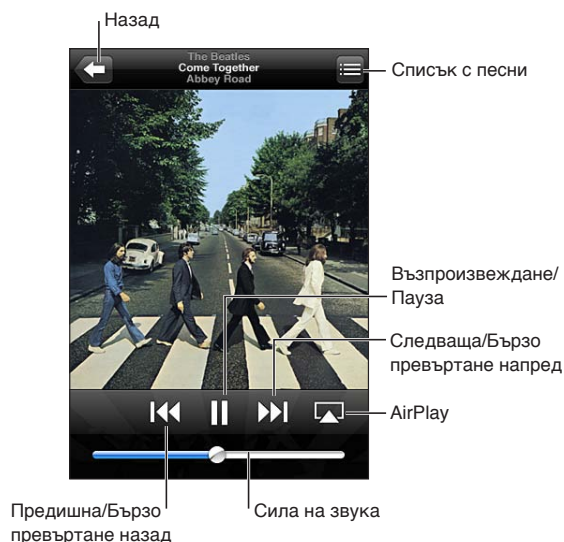 Назад
The Beatles
Come Together
Abbey Road
Списък с песни
Възпроизвеждане/
Пауза
Следваща/Бързо
превъртане напред
AirPlay
Предишна/Бързо
превъртане назад
Сила на звука